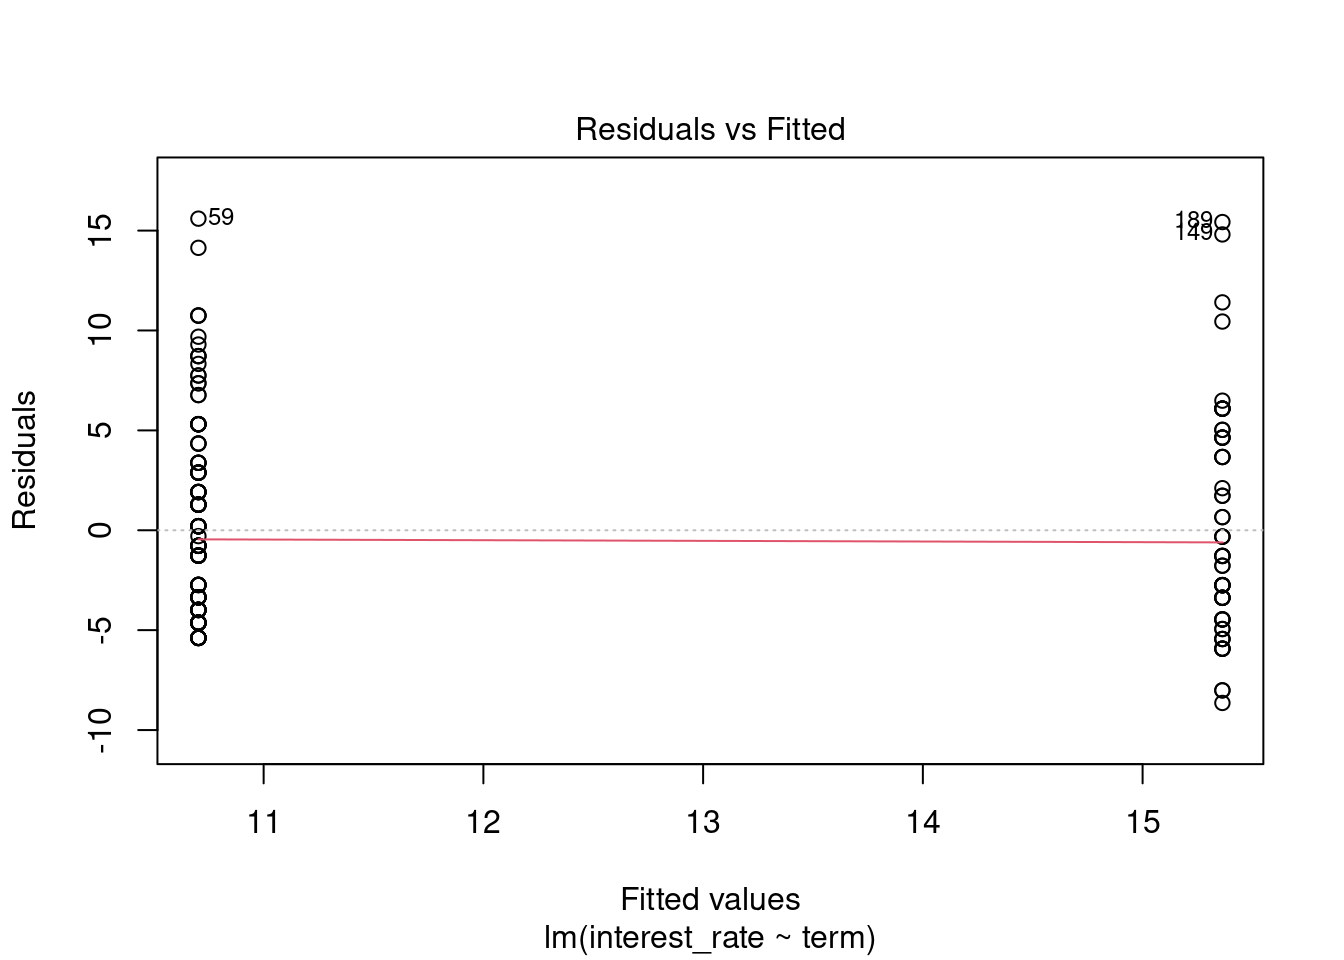 Residuals vs Fitted
Residuals
15
10
5
0
-5
-10
59
189
149
11 12 13 14 15
Fitted values
lm(interest_rate ~ term)